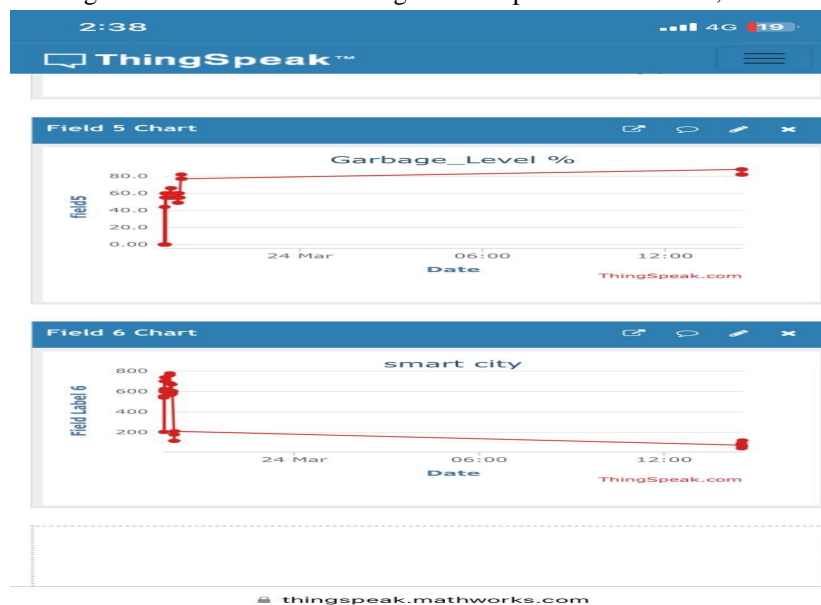 2:38 4G 19
ThingSpeak™
Field 5 Chart
Garbage_Level %
field5
80.0
60.0
40.0
20.0
0.00
24 Mar 06:00 12:00
Date
ThingSpeak.com
Field 6 Chart
smart city
Field Label 6
800
600
400
200
24 Mar 06:00 12:00
Date
ThingSpeak.com
thingspeak.mathworks.com